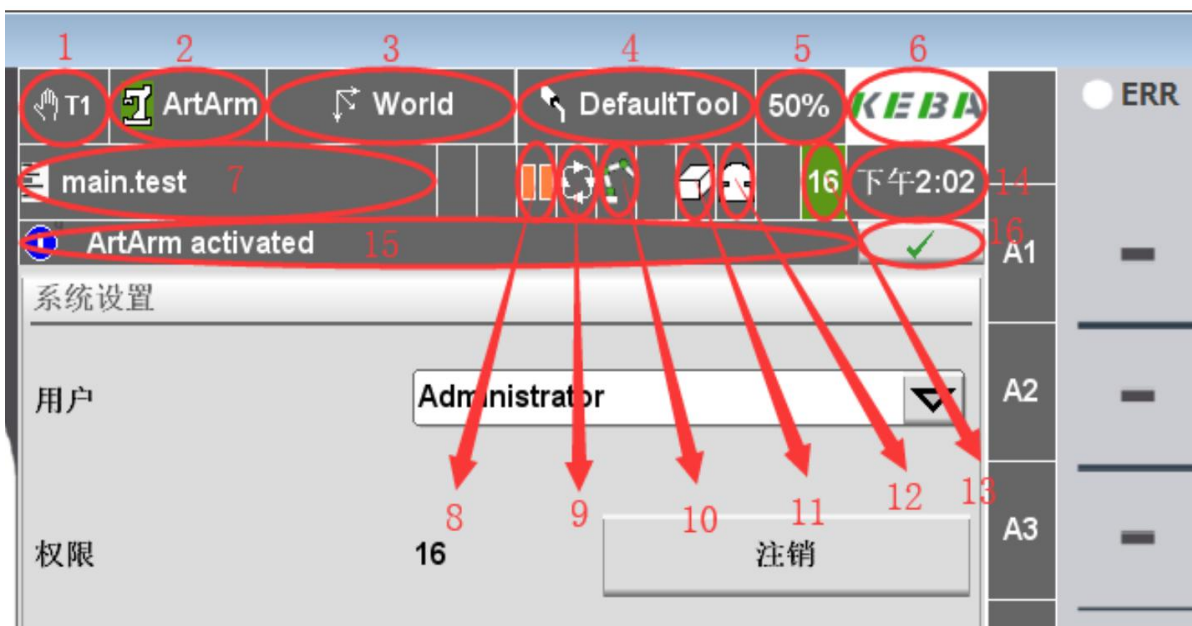 1 2 3 4 5 6
T1 ArtArm World DefaultTool 50% KEBA ERR
main.test 7 16 下午2:02 14
ArtArm activated 15 16
A1
系统设置
用户 Administrator A2
8 9 10 11 12 13
权限 16 注销 A3